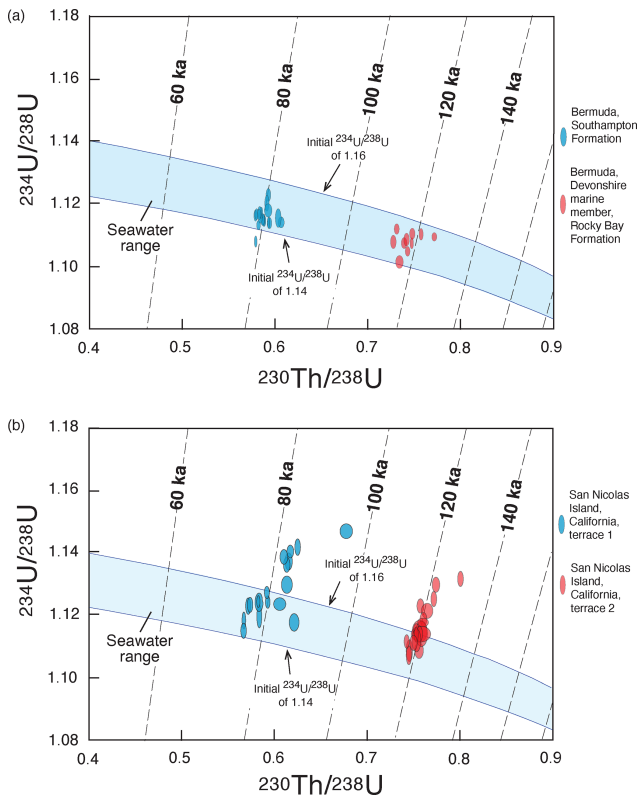 (a)
1.18
1.16
1.14
1.12
1.10
1.08
234U/238U
60 ka
80 ka
100 ka
120 ka
140 ka
Initial 234U/238U
of 1.16
Seawater
range
Initial 234U/238U
of 1.14
0.4
0.5
0.6
0.7
0.8
0.9
230Th/238U
Bermuda,
Southampton
Formation
Bermuda,
Devonshire
marine
member,
Rocky Bay
Formation
(b)
1.18
1.16
1.14
1.12
1.10
1.08
234U/238U
60 ka
80 ka
100 ka
120 ka
140 ka
Initial 234U/238U
of 1.16
Seawater
range
Initial 234U/238U
of 1.14
0.4
0.5
0.6
0.7
0.8
0.9
230Th/238U
San Nicolas
Island,
California,
terrace 1
San Nicolas
Island,
California,
terrace 2